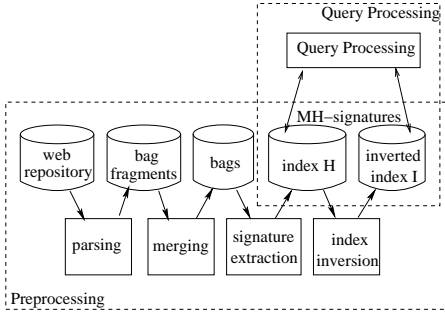 Query Processing
Query Processing
MH−signatures
web
repository
bag
fragments
bags
index H
inverted
index I
parsing
merging
signature
extraction
index
inversion
Preprocessing